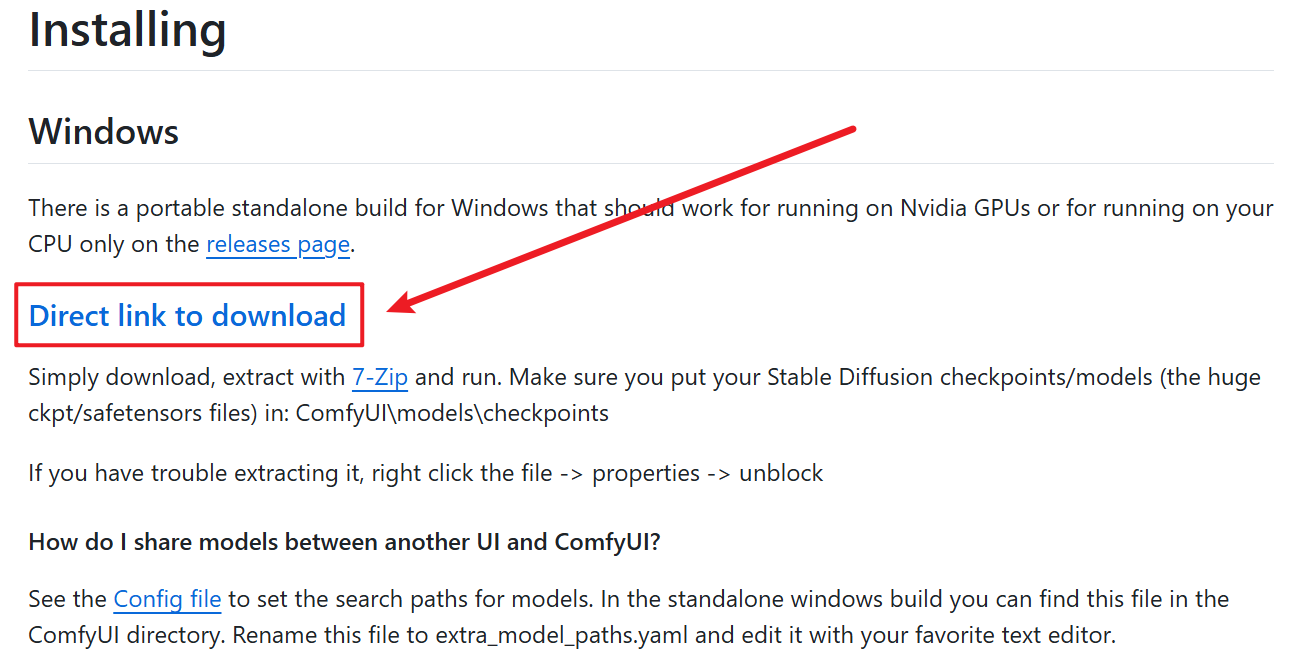 Installing
Windows
There is a portable standalone build for Windows that should work for running on Nvidia GPUs or for running on your
CPU only on the releases page.
Direct link to download
Simply download, extract with 7-Zip and run. Make sure you put your Stable Diffusion checkpoints/models (the huge
ckpt/safetensors files) in: ComfyUI\models\checkpoints
If you have trouble extracting it, right click the file -> properties -> unblock
How do I share models between another UI and ComfyUI?
See the Config file to set the search paths for models. In the standalone windows build you can find this file in the
ComfyUI directory. Rename this file to extra_model_paths.yaml and edit it with your favorite text editor.